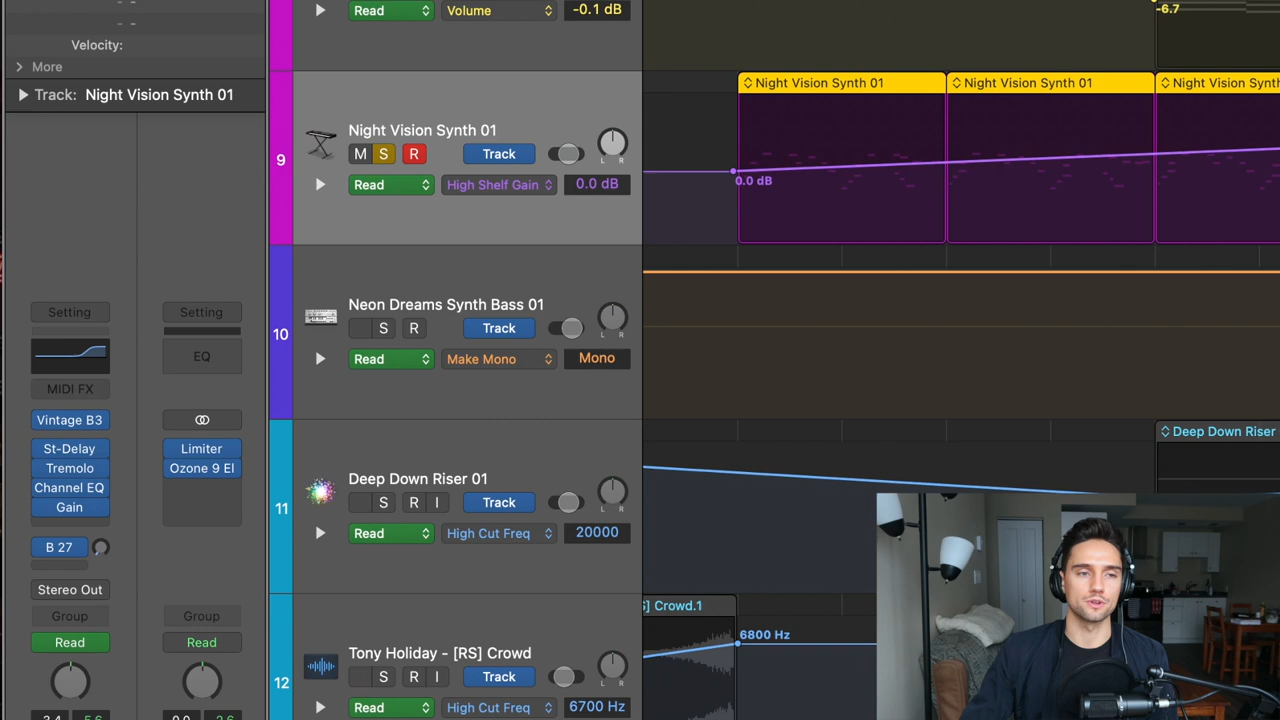 Velocity:
More
Track: Night Vision Synth 01
Setting
Setting
EQ
MIDI FX
Vintage B3
St-Delay
Limiter
Tremolo
Ozone 9 El
Channel EQ
Gain
B 27
Stereo Out
Group
Group
Read
Read
Read
Volume
-0.1 dB
9
Night Vision Synth 01
M S R
Track
L R
Read
High Shelf Gain
0.0 dB
10
Neon Dreams Synth Bass 01
S R
Track
Read
Make Mono
Mono
11
Deep Down Riser 01
S R I
Track
L R
Read
High Cut Freq
20000
12
Tony Holiday - [RS] Crowd
S R I
Track
Read
High Cut Freq
6700 Hz
-6.7
Night Vision Synth 01
Night Vision Synth 01
Night Vision Synth
0.0 dB
Deep Down Riser
] Crowd.1
6800 Hz